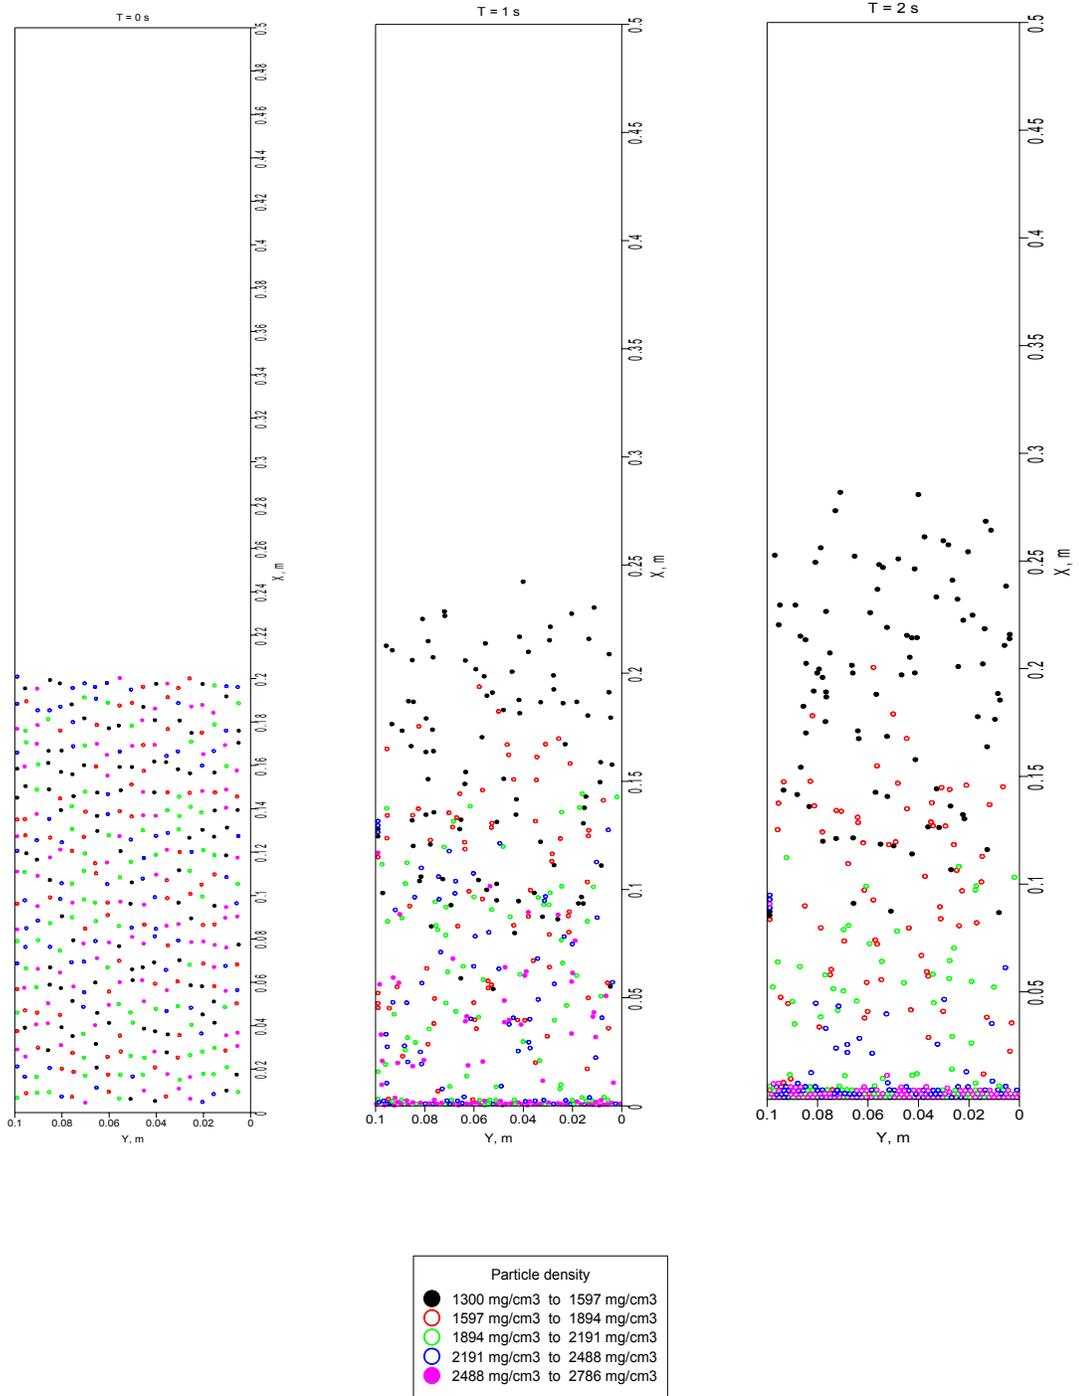 T = 0 s
0.5
0.48
0.46
0.44
0.42
0.4
0.38
0.36
0.34
0.32
0.3
0.28
0.26
0.24
0.22
0.2
0.18
0.16
0.14
0.12
0.1
0.08
0.06
0.04
0.02
0
X, m
0.1 0.08 0.06 0.04 0.02 0
Y, m
T = 1 s
0.5
0.45
0.4
0.35
0.3
0.25
0.2
0.15
0.1
0.05
0
X, m
0.1 0.08 0.06 0.04 0.02 0
Y, m
T = 2 s
0.5
0.45
0.4
0.35
0.3
0.25
0.2
0.15
0.1
0.05
X, m
0.1 0.08 0.06 0.04 0.02 0
Y, m
Particle density
1300 mg/cm3 to 1597 mg/cm3
1597 mg/cm3 to 1894 mg/cm3
1894 mg/cm3 to 2191 mg/cm3
2191 mg/cm3 to 2488 mg/cm3
2488 mg/cm3 to 2786 mg/cm3